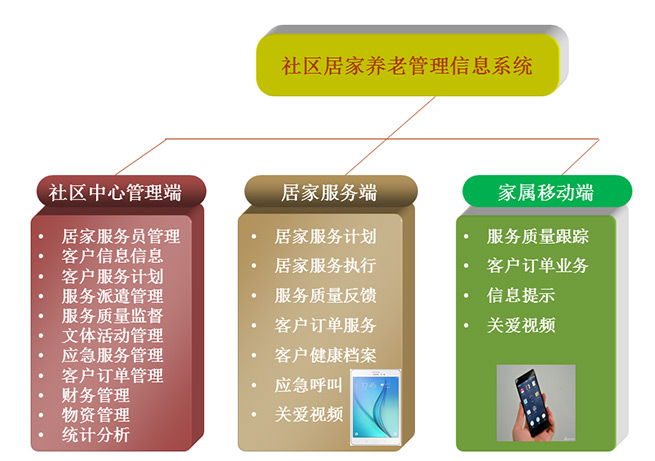 社区居家养老管理信息系统
社区中心管理端
• 居家服务员管理
• 客户信息信息
• 客户服务计划
• 服务派遣管理
• 服务质量监督
• 文体活动管理
• 应急服务管理
• 客户订单管理
• 财务管理
• 物资管理
• 统计分析
居家服务端
• 居家服务计划
• 居家服务执行
• 服务质量反馈
• 客户订单服务
• 客户健康档案
• 应急呼叫
• 关爱视频
家属移动端
• 服务质量跟踪
• 客户订单业务
• 信息提示
• 关爱视频